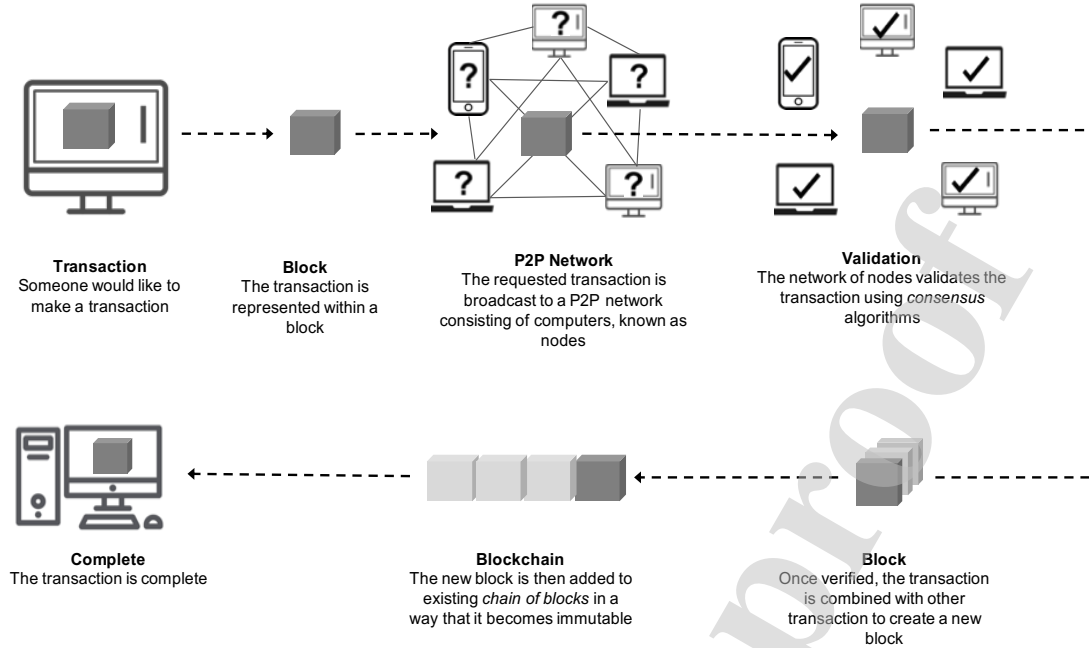 ? ? ? ? ?
Transaction
Someone would like to
make a transaction
Block
The transaction is
represented within a
block
P2P Network
The requested transaction is
broadcast to a P2P network
consisting of computers, known as
nodes
Validation
The network of nodes validates the
transaction using consensus
algorithms
Complete
The transaction is complete
Blockchain
The new block is then added to
existing chain of blocks in a
way that it becomes immutable
Block
Once verified, the transaction
is combined with other
transaction to create a new
block
proof